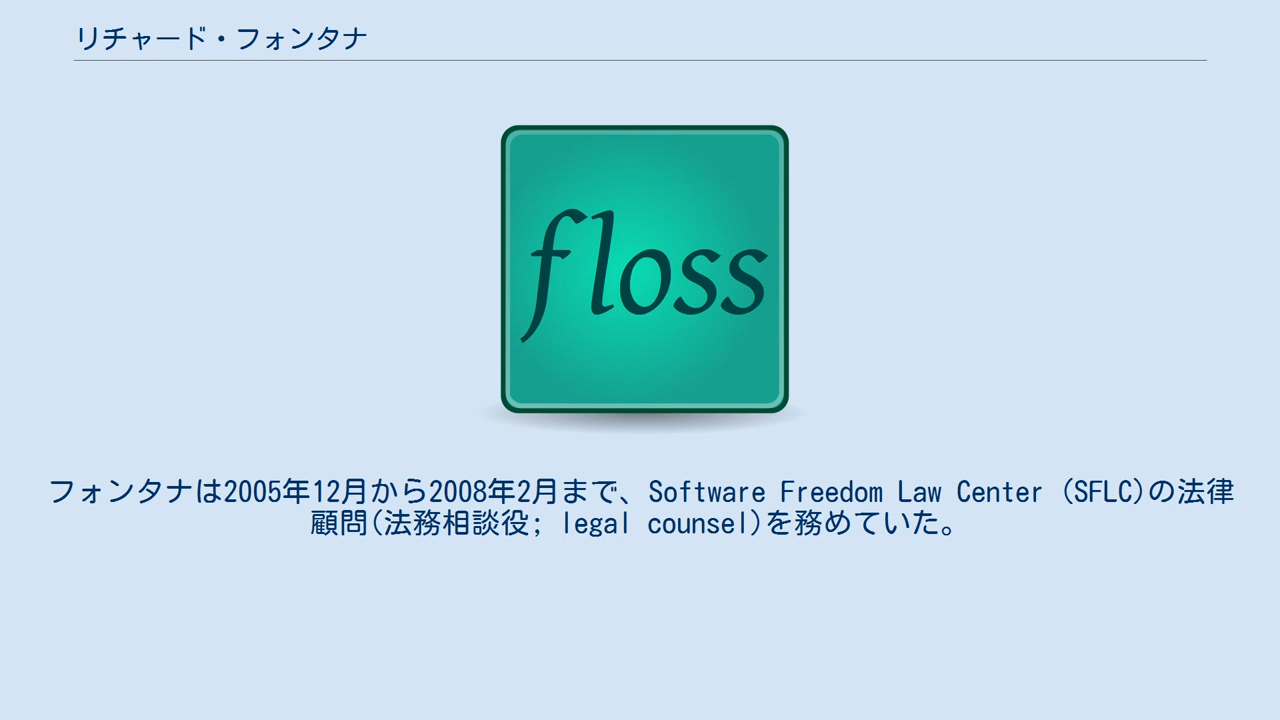 リチャード・フォンタナ
floss
フォンタナは2005年12月から2008年2月まで、Software Freedom Law Center (SFLC)の法律
顧問(法務相談役; legal counsel)を務めていた。